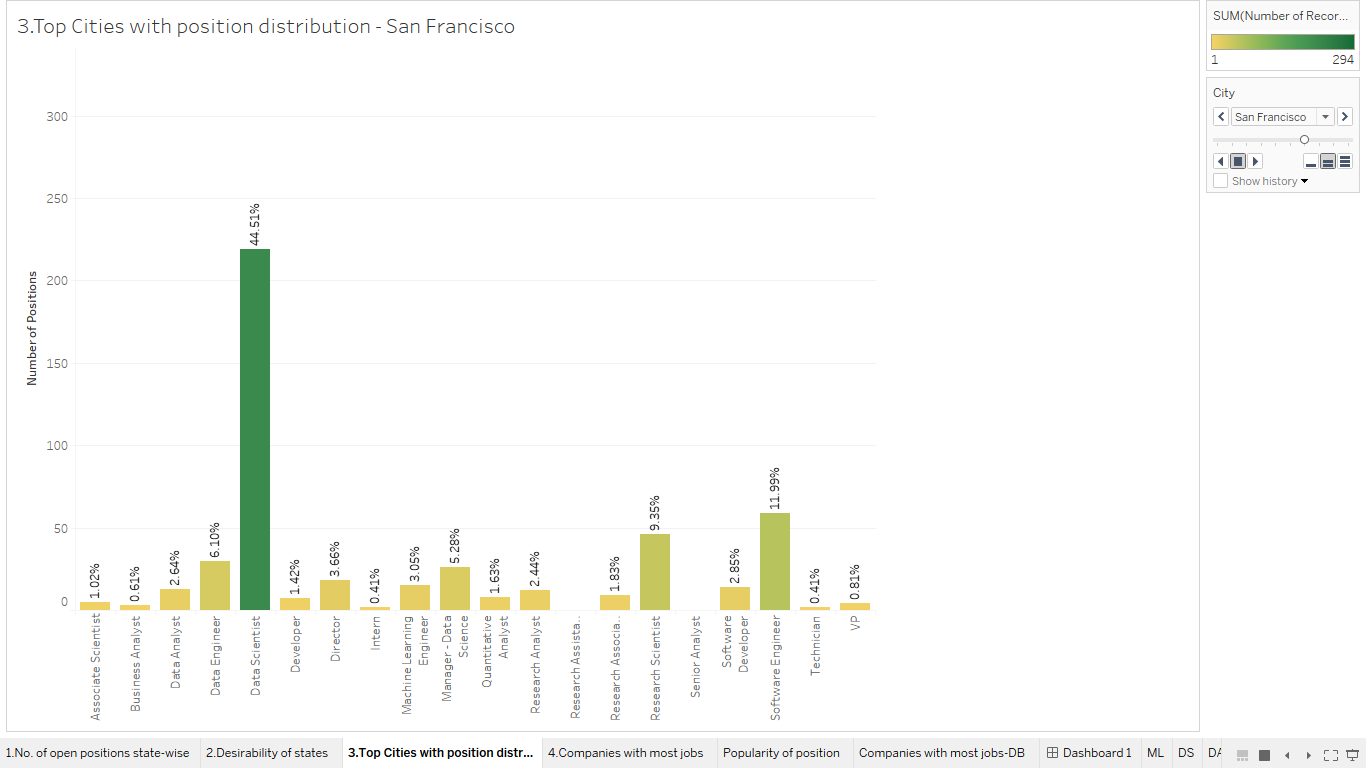 3.Top Cities with position distribution - San Francisco
SUM(Number of Recor...
1
294
City
San Francisco
Show history
Number of Positions
300
250
200
150
100
50
0
1.02%
0.61%
2.64%
6.10%
44.51%
1.42%
3.66%
0.41%
3.05%
5.28%
1.63%
2.44%
1.83%
9.35%
2.85%
11.99%
0.41%
0.81%
Associate Scientist
Business Analyst
Data Analyst
Data Engineer
Data Scientist
Developer
Director
Intern
Machine Learning
Engineer
Manager - Data
Science
Quantitative
Analyst
Research Analyst
Research Assista..
Research Associa..
Research Scientist
Senior Analyst
Software
Developer
Software Engineer
Technician
VP
1.No. of open positions state-wise
2.Desirability of states
3.Top Cities with position distr...
4.Companies with most jobs
Popularity of position
Companies with most jobs-DB
Dashboard 1
ML
DS